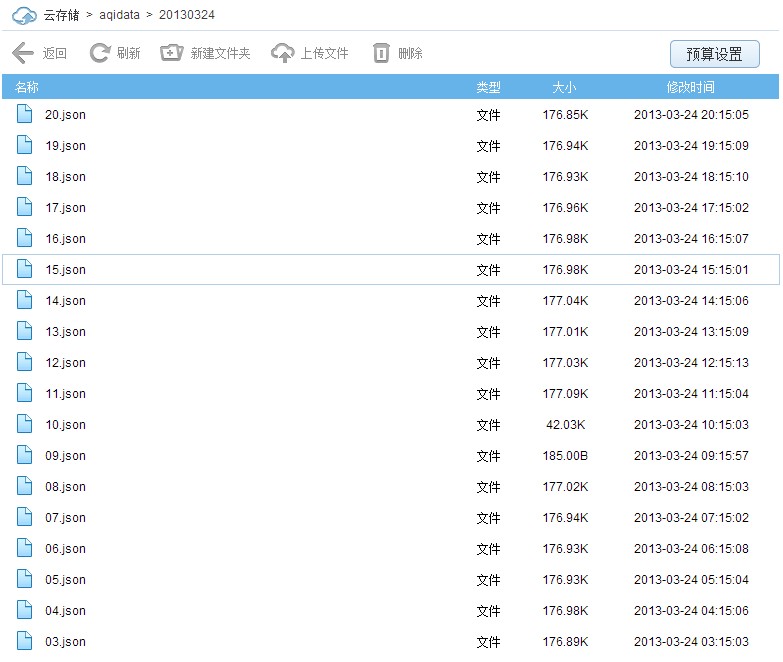 云存储 > aqidata > 20130324
返回 刷新 新建文件夹 上传文件 删除 预算设置
名称 类型 大小 修改时间
20.json 文件 176.85K 2013-03-24 20:15:05
19.json 文件 176.94K 2013-03-24 19:15:09
18.json 文件 176.93K 2013-03-24 18:15:10
17.json 文件 176.96K 2013-03-24 17:15:02
16.json 文件 176.98K 2013-03-24 16:15:07
15.json 文件 176.98K 2013-03-24 15:15:01
14.json 文件 177.04K 2013-03-24 14:15:06
13.json 文件 177.01K 2013-03-24 13:15:09
12.json 文件 177.03K 2013-03-24 12:15:13
11.json 文件 177.09K 2013-03-24 11:15:04
10.json 文件 42.03K 2013-03-24 10:15:03
09.json 文件 185.00B 2013-03-24 09:15:57
08.json 文件 177.02K 2013-03-24 08:15:03
07.json 文件 176.94K 2013-03-24 07:15:02
06.json 文件 176.93K 2013-03-24 06:15:08
05.json 文件 176.93K 2013-03-24 05:15:04
04.json 文件 176.98K 2013-03-24 04:15:06
03.json 文件 176.89K 2013-03-24 03:15:03